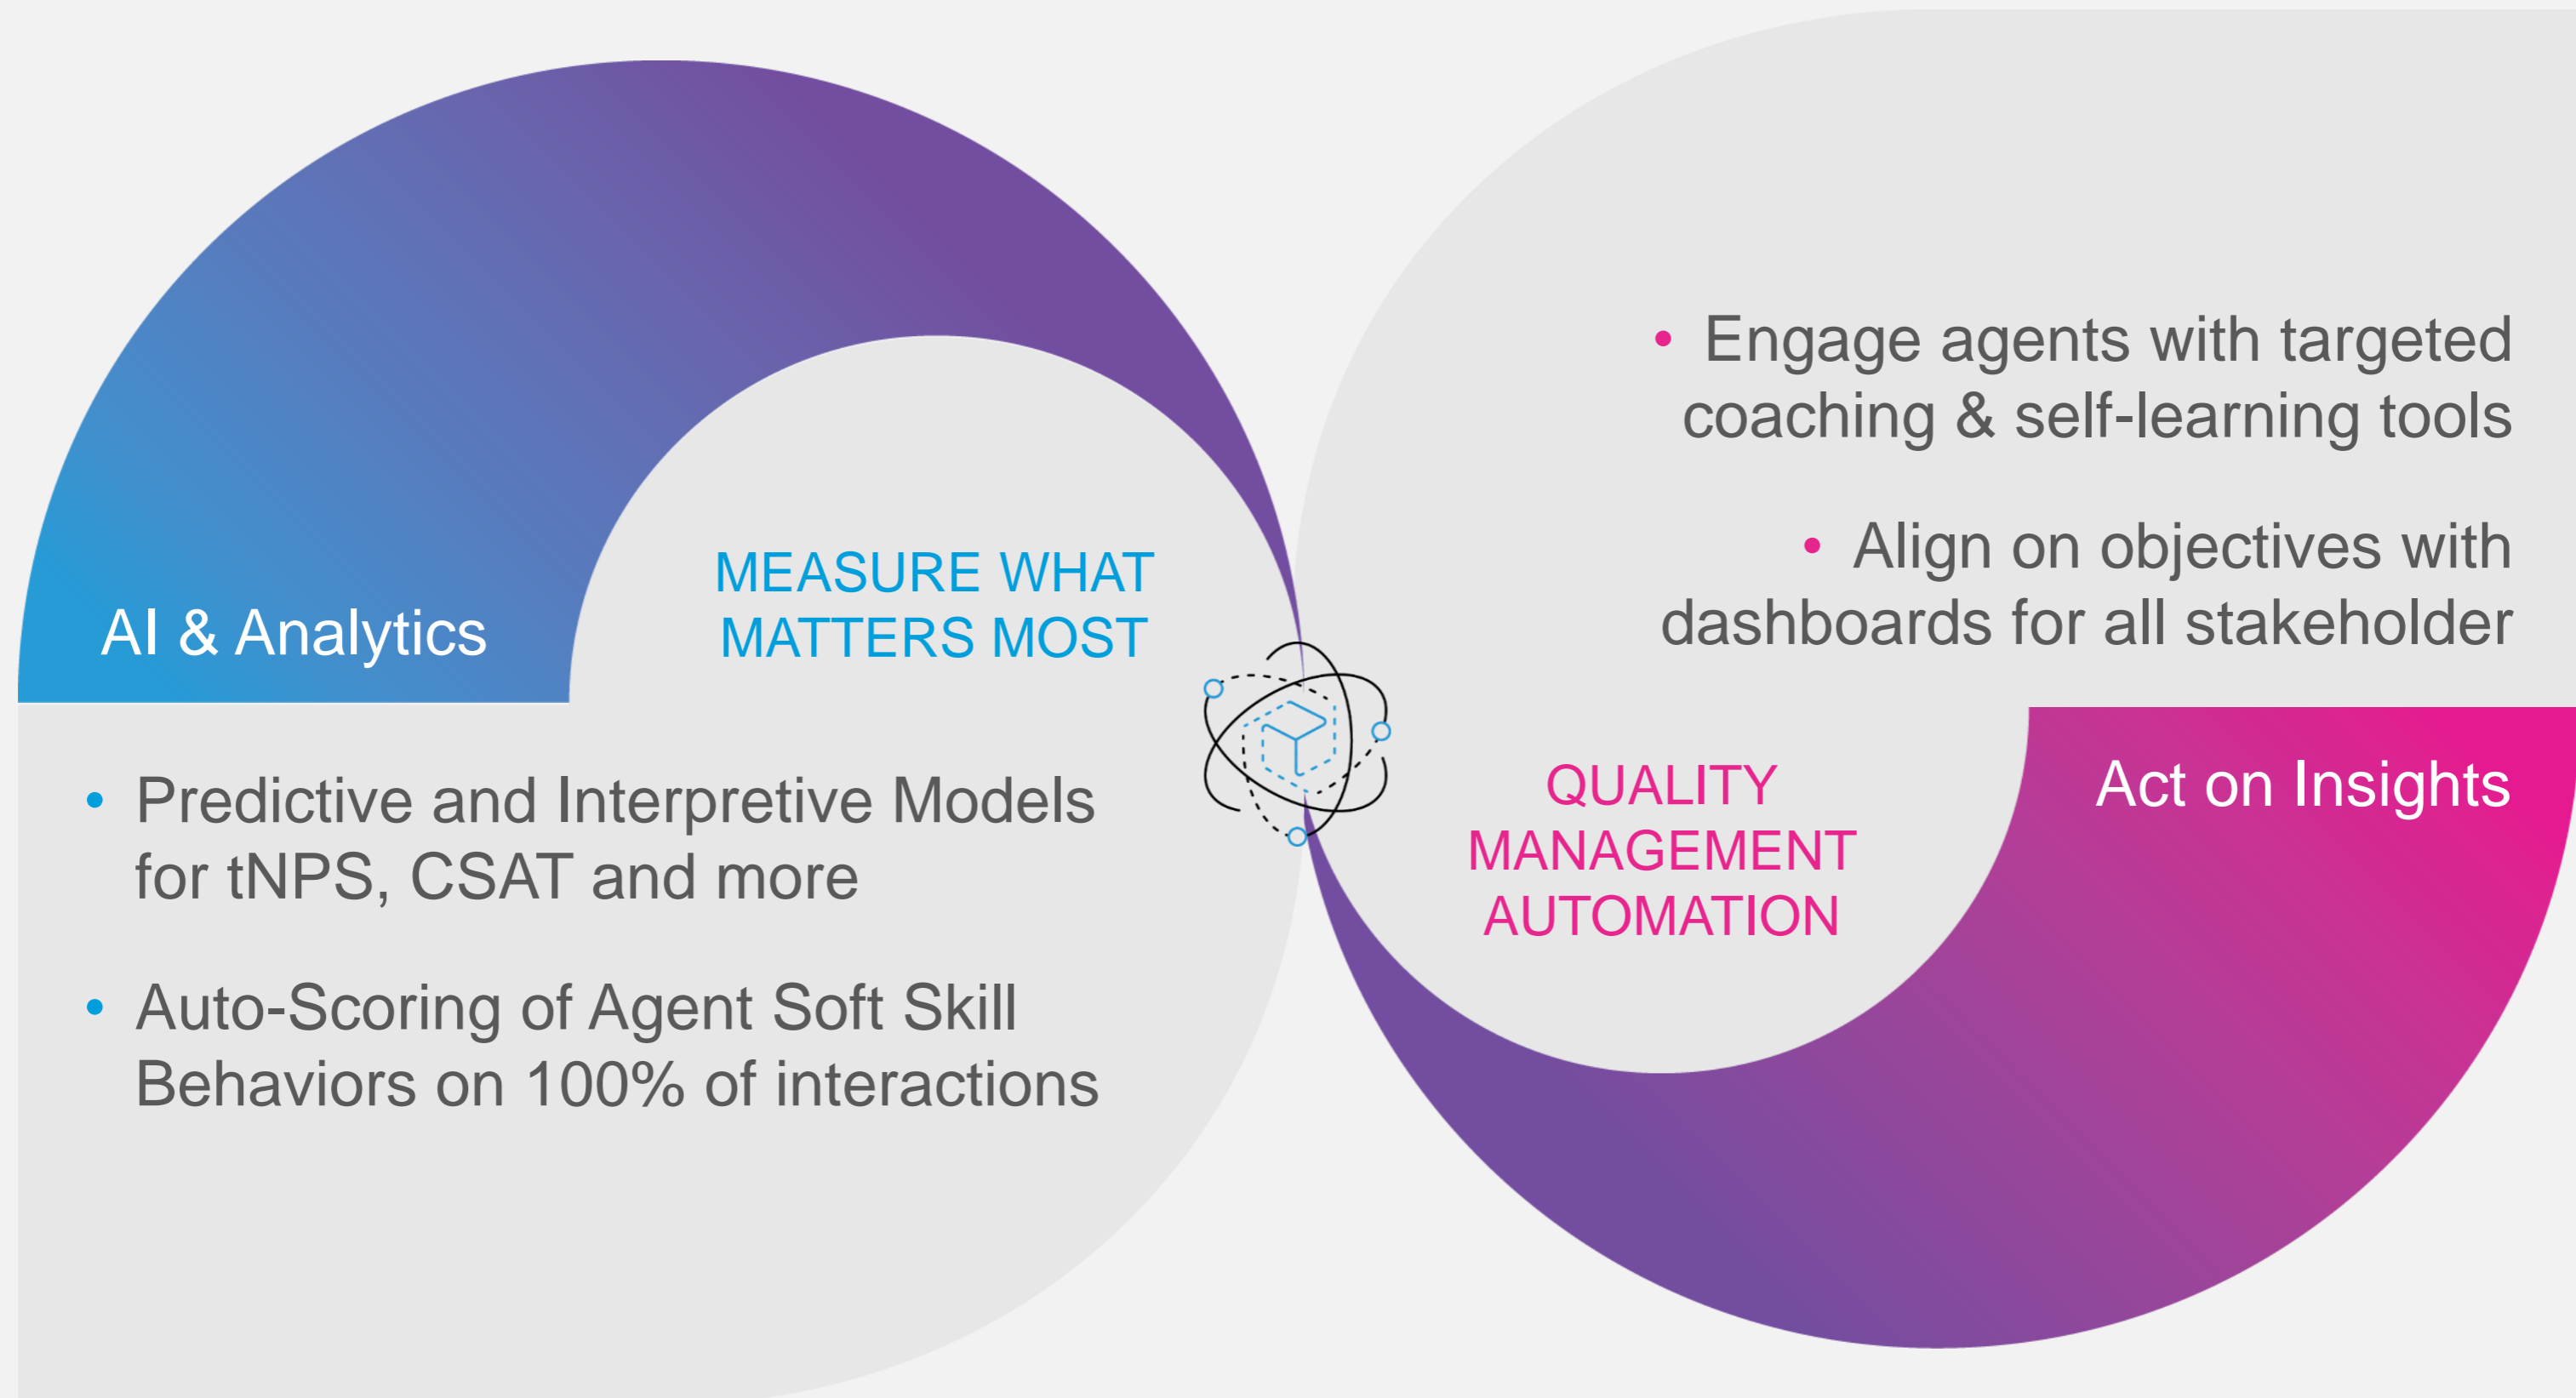 AI & Analytics
MEASURE WHAT
MATTERS MOST
• Predictive and Interpretive Models
for tNPS, CSAT and more
• Auto-Scoring of Agent Soft Skill
Behaviors on 100% of interactions
• Engage agents with targeted
coaching & self-learning tools
• Align on objectives with
dashboards for all stakeholder
QUALITY
MANAGEMENT
AUTOMATION
Act on Insights